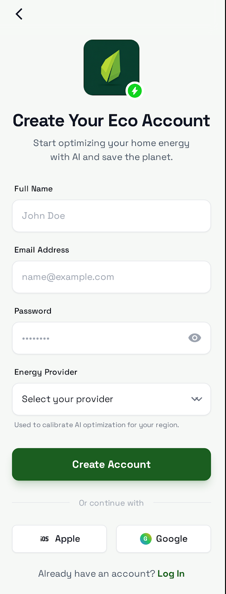 Create Your Eco Account
Start optimizing your home energy
with AI and save the planet.
Full Name
John Doe
Email Address
name@example.com
Password
••••••••
Energy Provider
Select your provider
Used to calibrate AI optimization for your region.
Create Account
Or continue with
iOS Apple
G Google
Already have an account? Log In